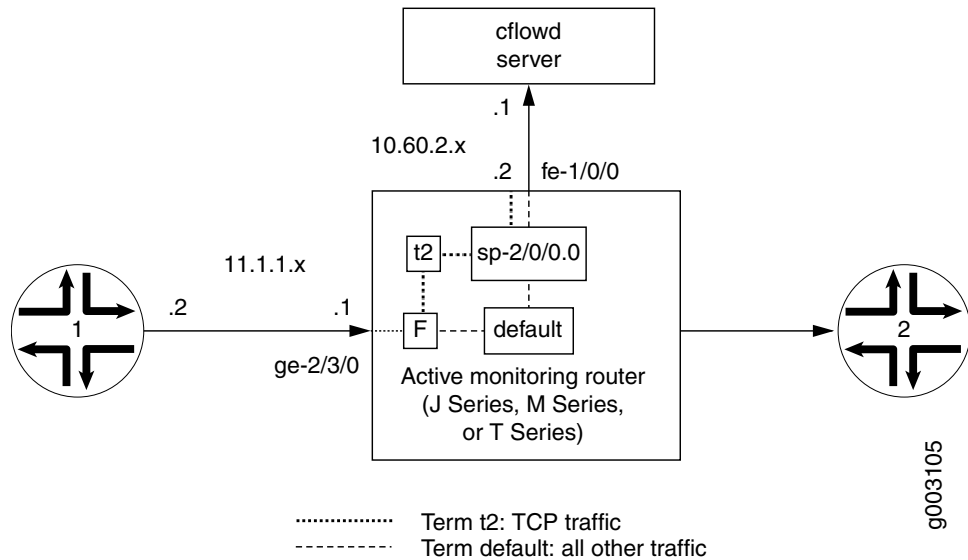 cflowd
server
.1
10.60.2.x
.2
fe-1/0/0
t2
sp-2/0/0.0
11.1.1.x
1
.2
.1
F
default
2
ge-2/3/0
Active monitoring router
(J Series, M Series,
or T Series)
g003105
Term t2: TCP traffic
Term default: all other traffic